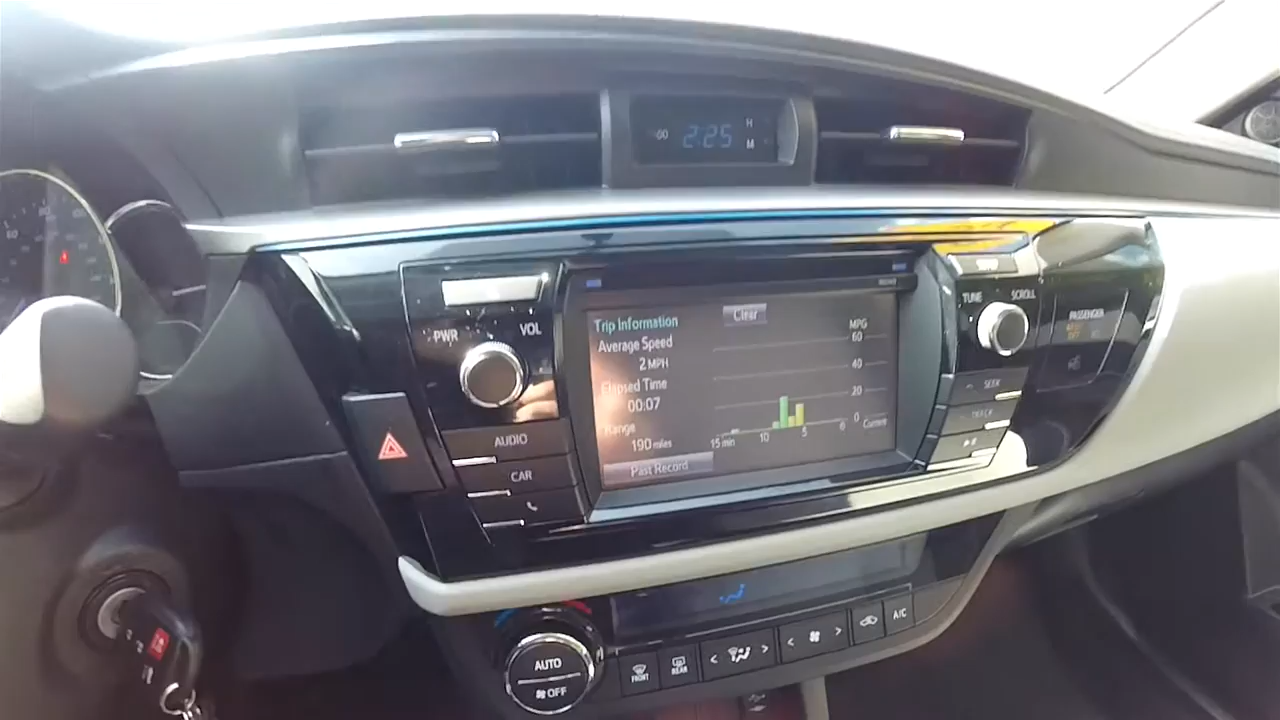 2:25
H
M
PWR
VOL
AUDIO
CAR
Trip Information
Clear
Average Speed
2 MPH
Elapsed Time
00:07
Range
190 miles
Past Record
MPG
60
40
20
0
15 min
10
5
0
Current
TUNE
SCROLL
SEEK
TRACK
PASSENGER
AUTO
OFF
FRONT
REAR
A/C